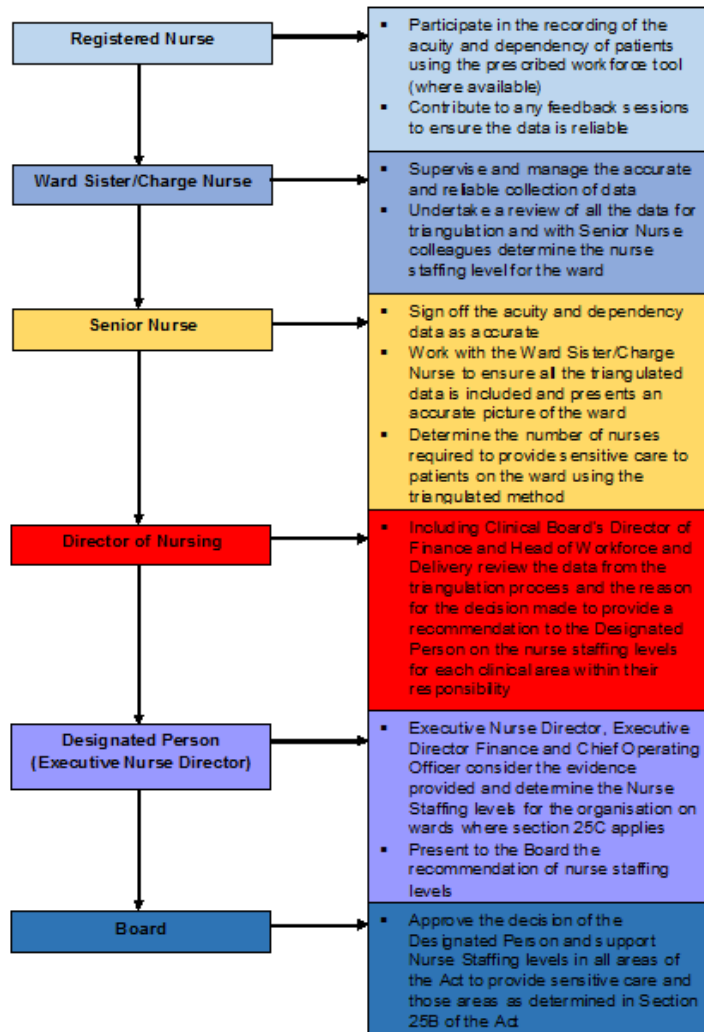 Registered Nurse
▪ Participate in the recording of the
acuity and dependency of patients
using the prescribed workforce tool
(where available)
▪ Contribute to any feedback sessions
to ensure the data is reliable
Ward Sister/Charge Nurse
▪ Supervise and manage the accurate
and reliable collection of data
▪ Undertake a review of all the data for
triangulation and with Senior Nurse
colleagues determine the nurse
staffing level for the ward
Senior Nurse
▪ Sign off the acuity and dependency
data as accurate
▪ Work with the Ward Sister/Charge
Nurse to ensure all the triangulated
data is included and presents an
accurate picture of the ward
▪ Determine the number of nurses
required to provide sensitive care to
patients on the ward using the
triangulated method
Director of Nursing
▪ Including Clinical Board's Director of
Finance and Head of Workforce and
Delivery review the data from the
triangulation process and the reason
for the decision made to provide a
recommendation to the Designated
Person on the nurse staffing levels
for each clinical area within their
responsibility
Designated Person
(Executive Nurse Director)
▪ Executive Nurse Director, Executive
Director Finance and Chief Operating
Officer consider the evidence
provided and determine the Nurse
Staffing levels for the organisation on
wards where section 25C applies
▪ Present to the Board the
recommendation of nurse staffing
levels
Board
▪ Approve the decision of the
Designated Person and support
Nurse Staffing levels in all areas of
the Act to provide sensitive care and
those areas as determined in Section
25B of the Act